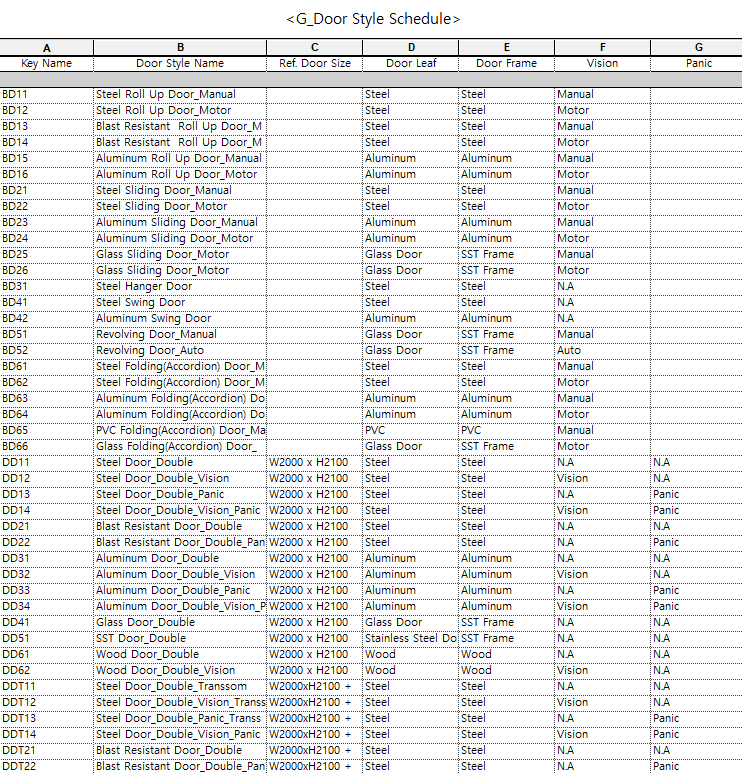 <G_Door Style Schedule>
A B C D E F G
Key Name Door Style Name Ref. Door Size Door Leaf Door Frame Vision Panic
BD11 Steel Roll Up Door_Manual Steel Steel Manual
BD12 Steel Roll Up Door_Motor Steel Steel Motor
BD13 Blast Resistant  Roll Up Door_M Steel Steel Manual
BD14 Blast Resistant  Roll Up Door_M Steel Steel Motor
BD15 Aluminum Roll Up Door_Manual Aluminum Aluminum Manual
BD16 Aluminum Roll Up Door_Motor Aluminum Aluminum Motor
BD21 Steel Sliding Door_Manual Steel Steel Manual
BD22 Steel Sliding Door_Motor Steel Steel Motor
BD23 Aluminum Sliding Door_Manual Aluminum Aluminum Manual
BD24 Aluminum Sliding Door_Motor Aluminum Aluminum Motor
BD25 Glass Sliding Door_Motor Glass Door SST Frame Manual
BD26 Glass Sliding Door_Motor Glass Door SST Frame Motor
BD31 Steel Hanger Door Steel Steel N.A
BD41 Steel Swing Door Steel Steel N.A
BD42 Aluminum Swing Door Aluminum Aluminum N.A
BD51 Revolving Door_Manual Glass Door SST Frame Manual
BD52 Revolving Door_Auto Glass Door SST Frame Auto
BD61 Steel Folding(Accordion) Door_M Steel Steel Manual
BD62 Steel Folding(Accordion) Door_M Steel Steel Motor
BD63 Aluminum Folding(Accordion) Do Aluminum Aluminum Manual
BD64 Aluminum Folding(Accordion) Do Aluminum Aluminum Motor
BD65 PVC Folding(Accordion) Door_Ma PVC PVC Manual
BD66 Glass Folding(Accordion) Door_ Glass Door SST Frame Motor
DD11 Steel Door_Double W2000 x H2100 Steel Steel N.A N.A
DD12 Steel Door_Double_Vision W2000 x H2100 Steel Steel Vision N.A
DD13 Steel Door_Double_Panic W2000 x H2100 Steel Steel N.A Panic
DD14 Steel Door_Double_Vision_Panic W2000 x H2100 Steel Steel Vision Panic
DD21 Blast Resistant Door_Double W2000 x H2100 Steel Steel N.A N.A
DD22 Blast Resistant Door_Double_Pan W2000 x H2100 Steel Steel N.A Panic
DD31 Aluminum Door_Double W2000 x H2100 Aluminum Aluminum N.A N.A
DD32 Aluminum Door_Double_Vision W2000 x H2100 Aluminum Aluminum Vision N.A
DD33 Aluminum Door_Double_Panic W2000 x H2100 Aluminum Aluminum N.A Panic
DD34 Aluminum Door_Double_Vision_P W2000 x H2100 Aluminum Aluminum Vision Panic
DD41 Glass Door_Double W2000 x H2100 Glass Door SST Frame N.A N.A
DD51 SST Door_Double W2000 x H2100 Stainless Steel Do SST Frame N.A N.A
DD61 Wood Door_Double W2000 x H2100 Wood Wood N.A N.A
DD62 Wood Door_Double_Vision W2000 x H2100 Wood Wood Vision N.A
DDT11 Steel Door_Double_Transsom W2000xH2100 + Steel Steel N.A N.A
DDT12 Steel Door_Double_Vision_Transs W2000xH2100 + Steel Steel Vision N.A
DDT13 Steel Door_Double_Panic_Transs W2000xH2100 + Steel Steel N.A Panic
DDT14 Steel Door_Double_Vision_Panic W2000xH2100 + Steel Steel Vision Panic
DDT21 Blast Resistant Door_Double W2000xH2100 + Steel Steel N.A N.A
DDT22 Blast Resistant Door_Double_Pan W2000xH2100 + Steel Steel N.A Panic